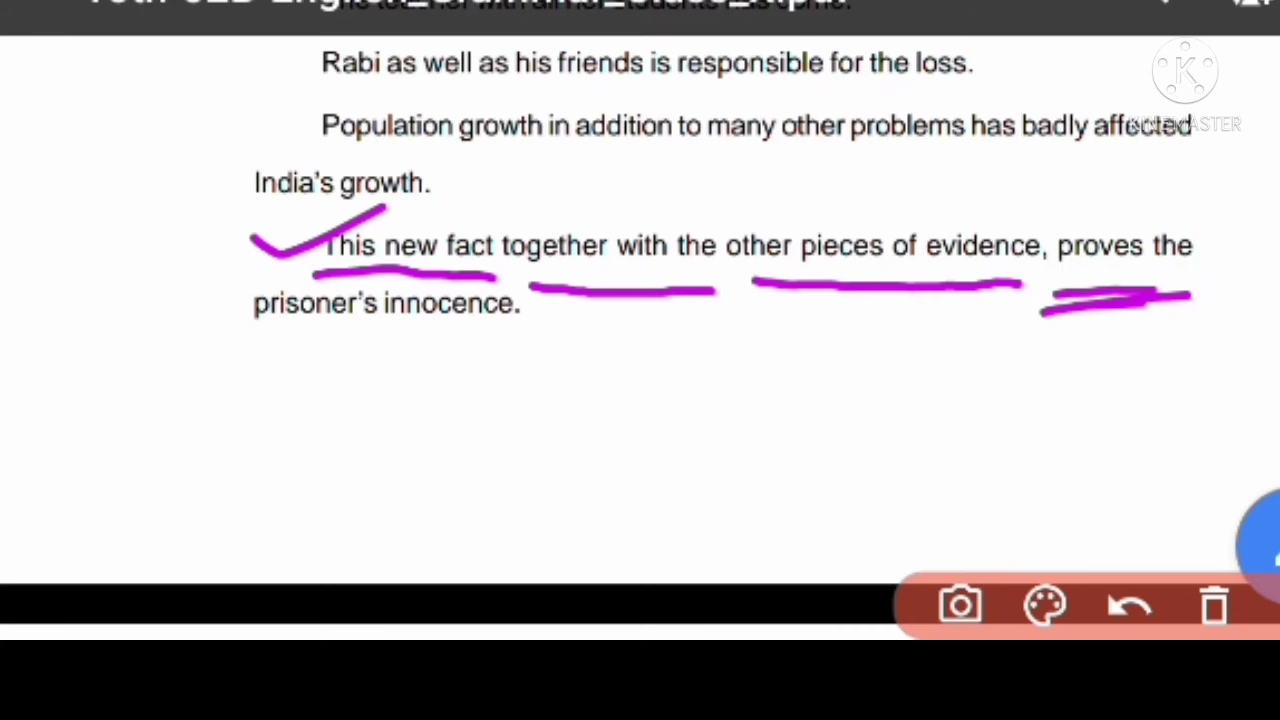 Rabi as well as his friends is responsible for the loss.
Population growth in addition to many other problems has badly affected
India's growth.
This new fact together with the other pieces of evidence, proves the
prisoner's innocence.
K
KINEMASTER